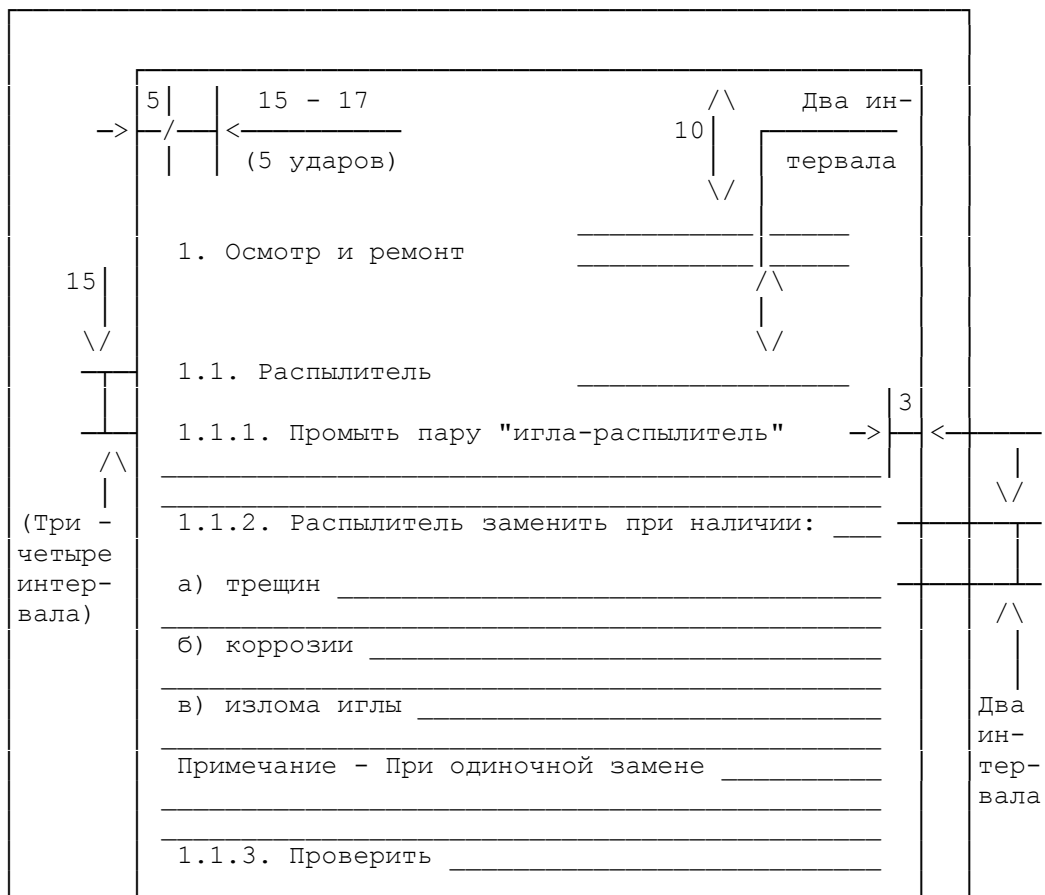 5 15 - 17 Два ин-
10
(5 ударов) тервала
1. Осмотр и ремонт
15
1.1. Распылитель
3
1.1.1. Промыть пару "игла-распылитель"
(Три -
четыре
интер-
вала)
1.1.2. Распылитель заменить при наличии:
а) трещин
б) коррозии
в) излома иглы
Два
ин-
тер-
вала
Примечание - При одиночной замене
1.1.3. Проверить